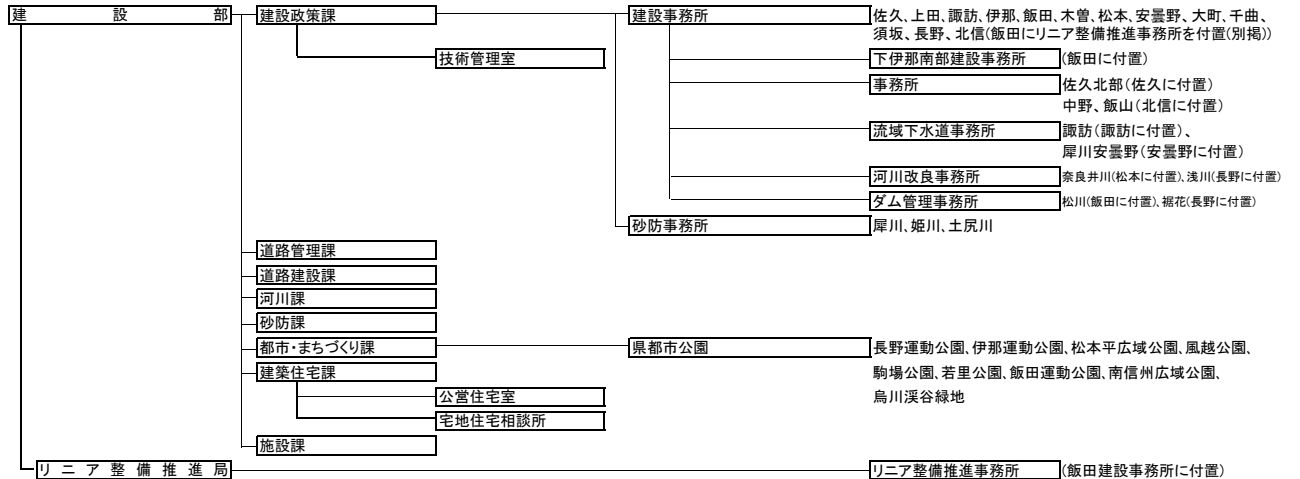 建設部 建設政策課 建設事務所 佐久、上田、諏訪、伊那、飯田、木曽、松本、安曇野、大町、千曲、
須坂、長野、北信(飯田にリニア整備推進事務所を付置(別掲))
技術管理室 下伊那南部建設事務所 (飯田に付置)
事務所 佐久北部(佐久に付置)
中野、飯山(北信に付置)
流域下水道事務所 諏訪(諏訪に付置)、
犀川安曇野(安曇野に付置)
河川改良事務所 奈良井川(松本に付置)、浅川(長野に付置)
ダム管理事務所 松川(飯田に付置)、裾花(長野に付置)
砂防事務所 犀川、姫川、土尻川
道路管理課
道路建設課
河川課
砂防課
都市・まちづくり課 県都市公園 長野運動公園、伊那運動公園、松本平広域公園、風越公園、
建築住宅課 駒場公園、若里公園、飯田運動公園、南信州広域公園、
公営住宅室 烏川渓谷緑地
宅地住宅相談所
施設課
リニア整備推進局 リニア整備推進事務所 (飯田建設事務所に付置)